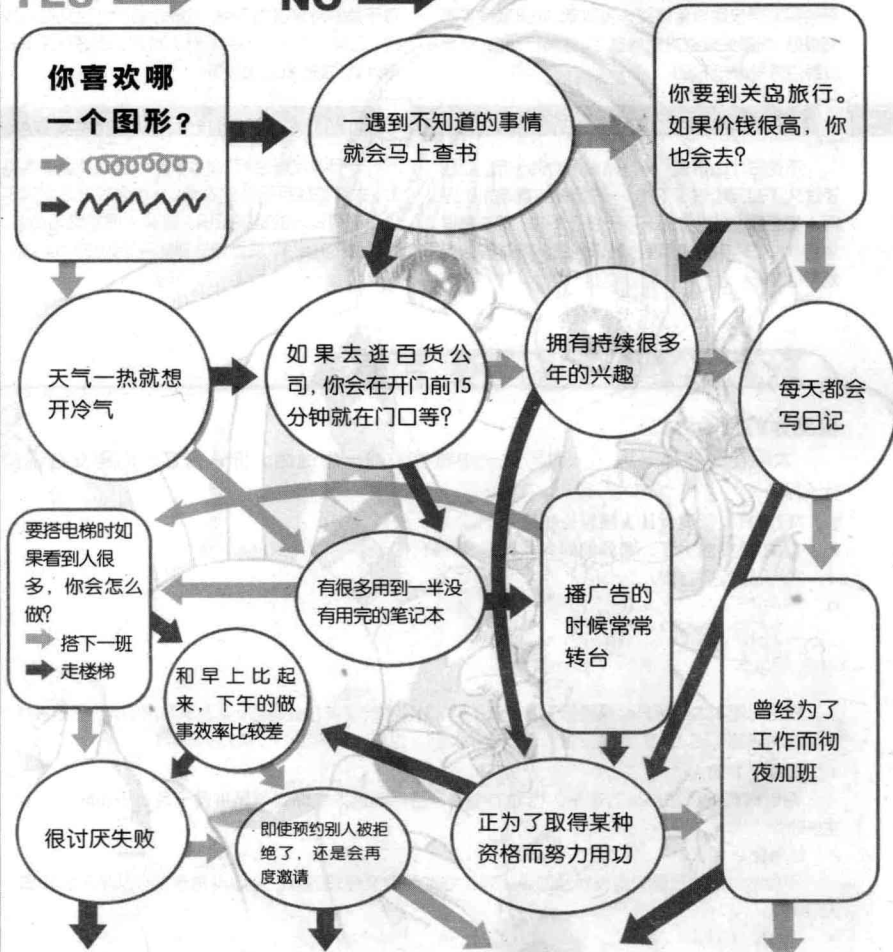 YES NO
你喜欢哪
一个图形?
一遇到不知道的事情
就会马上查书
你要到关岛旅行。
如果价钱很高，你
也会去?
天气一热就想
开冷气
如果去逛百货公
司，你会在开门前15
分钟就在门口等?
拥有持续很多
年的兴趣
每天都会
写日记
要搭电梯时如
果看到人很
多，你会怎么
做?
搭下一班
走楼梯
有很多用到一半没
有用完的笔记本
播广告的
时候常常
转台
和早上比起
来，下午的做
事效率比较差
曾经为了
工作而彻
夜加班
很讨厌失败
即使预约别人被拒
绝了，还是会再
度邀请
正为了取得某种
资格而努力用功